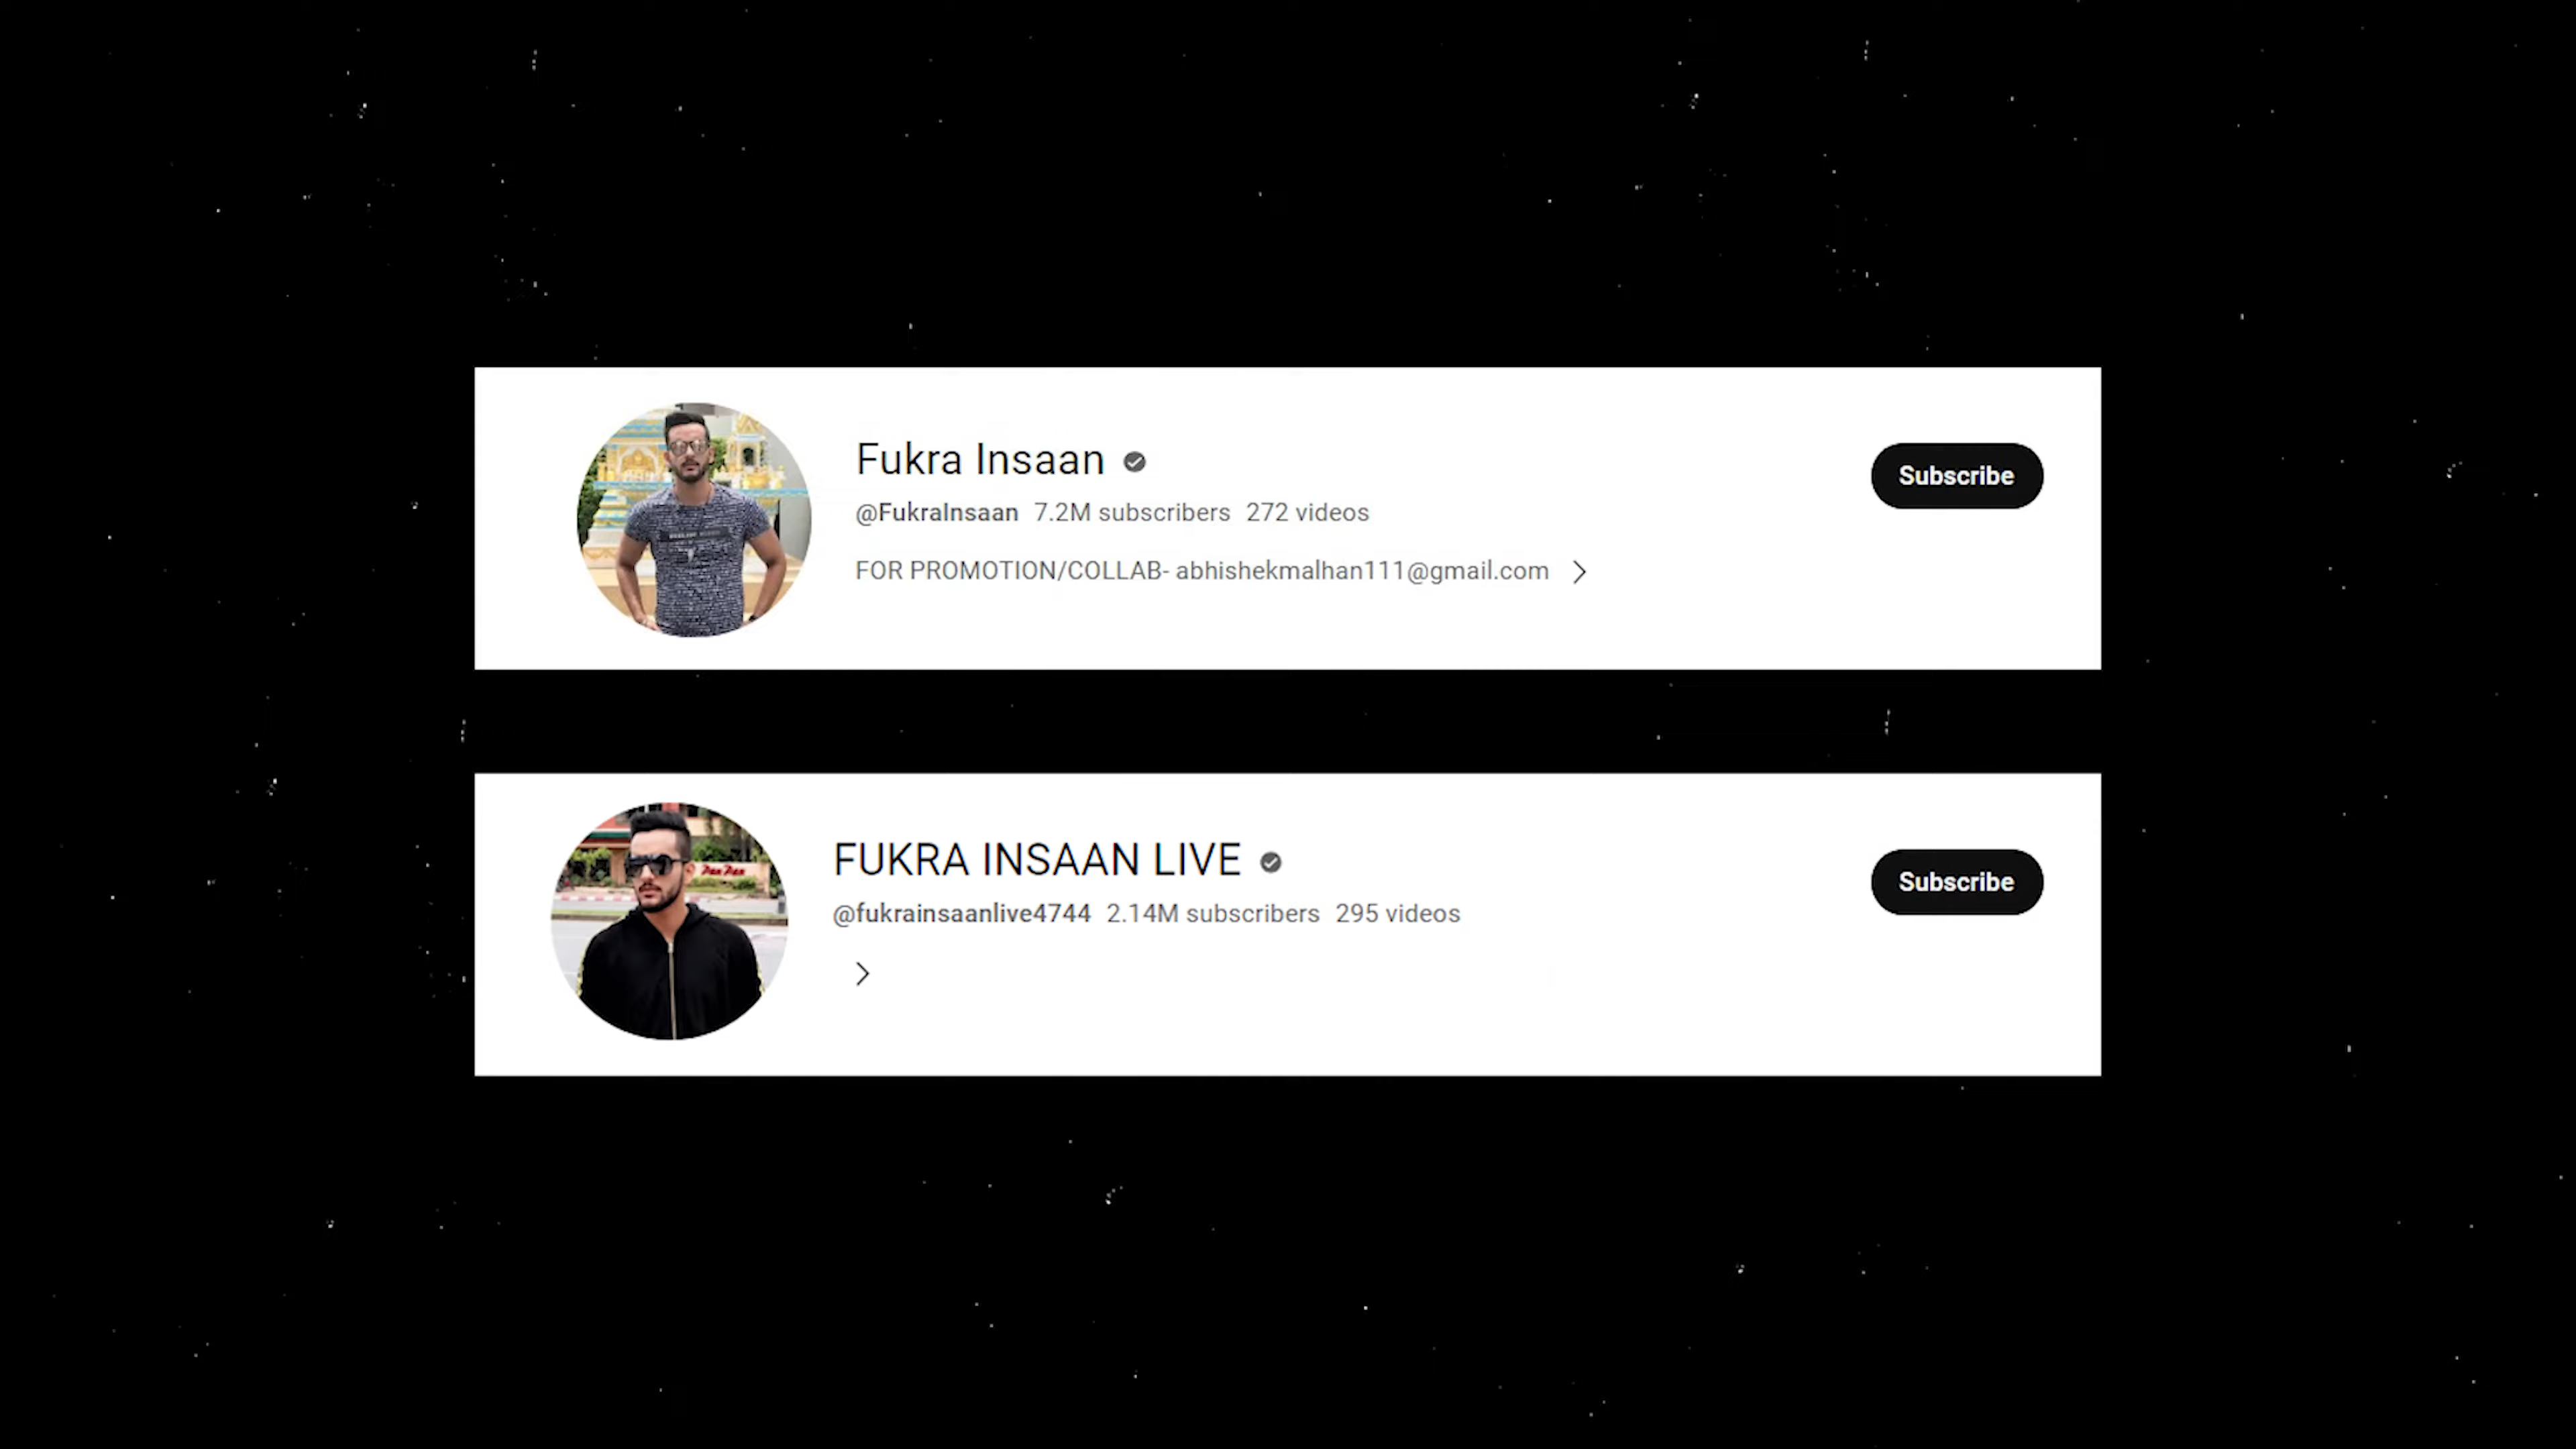 Fukra Insaan
@FukraInsaan 7.2M subscribers 272 videos
FOR PROMOTION/COLLAB- abhishekmalhan111@gmail.com
Subscribe
FUKRA INSAAN LIVE
@fukrainsaanlive4744 2.14M subscribers 295 videos
Subscribe